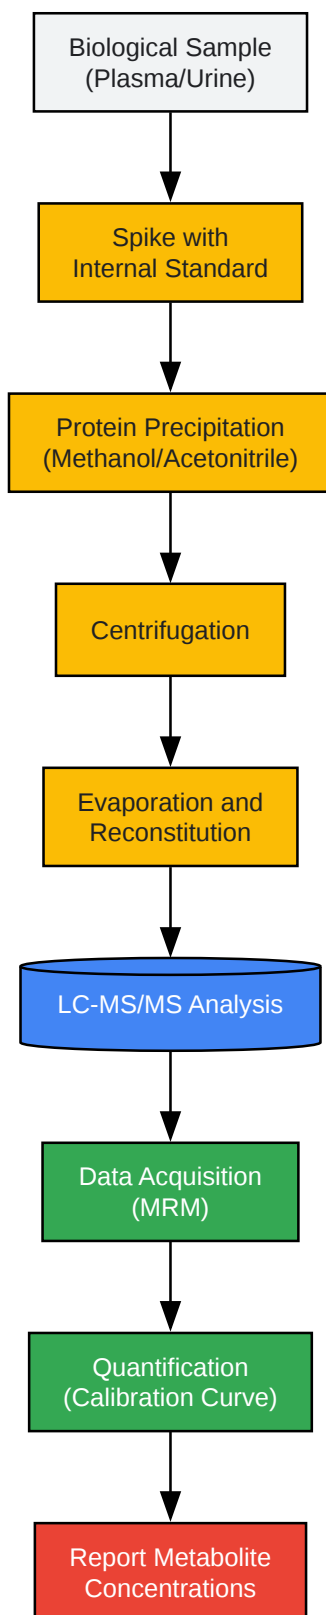 Biological Sample
(Plasma/Urine)
Spike with
Internal Standard
Protein Precipitation
(Methanol/Acetonitrile)
Centrifugation
Evaporation and
Reconstitution
LC-MS/MS Analysis
Data Acquisition
(MRM)
Quantification
(Calibration Curve)
Report Metabolite
Concentrations